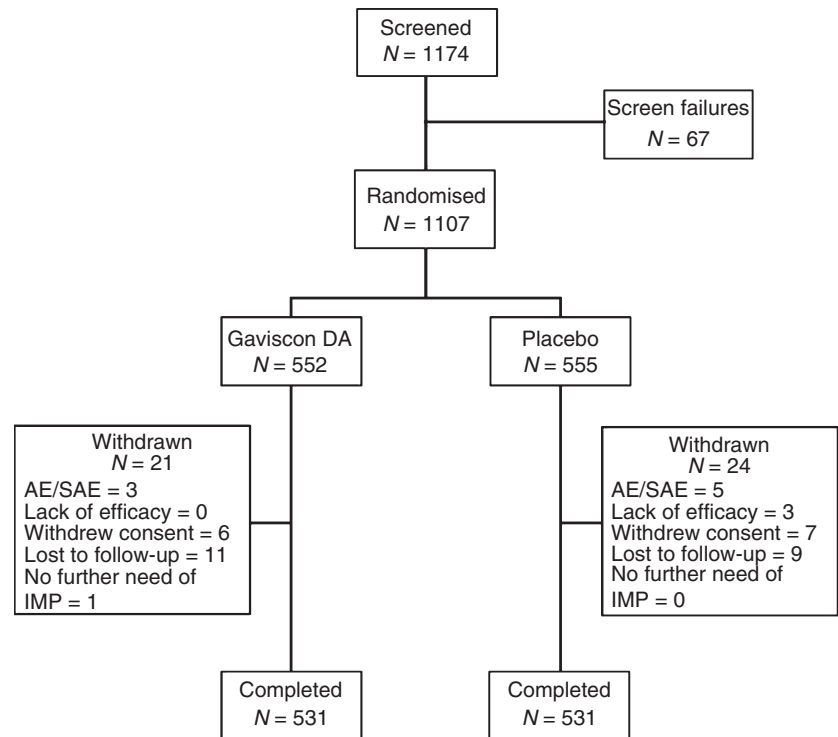 Screened
N = 1174
Screen failures
N = 67
Randomised
N = 1107
Gaviscon DA
N = 552
Placebo
N = 555
Withdrawn
N = 21
AE/SAE = 3
Lack of efficacy = 0
Withdrew consent = 6
Lost to follow-up = 11
No further need of
IMP = 1
Withdrawn
N = 24
AE/SAE = 5
Lack of efficacy = 3
Withdrew consent = 7
Lost to follow-up = 9
No further need of
IMP = 0
Completed
N = 531
Completed
N = 531